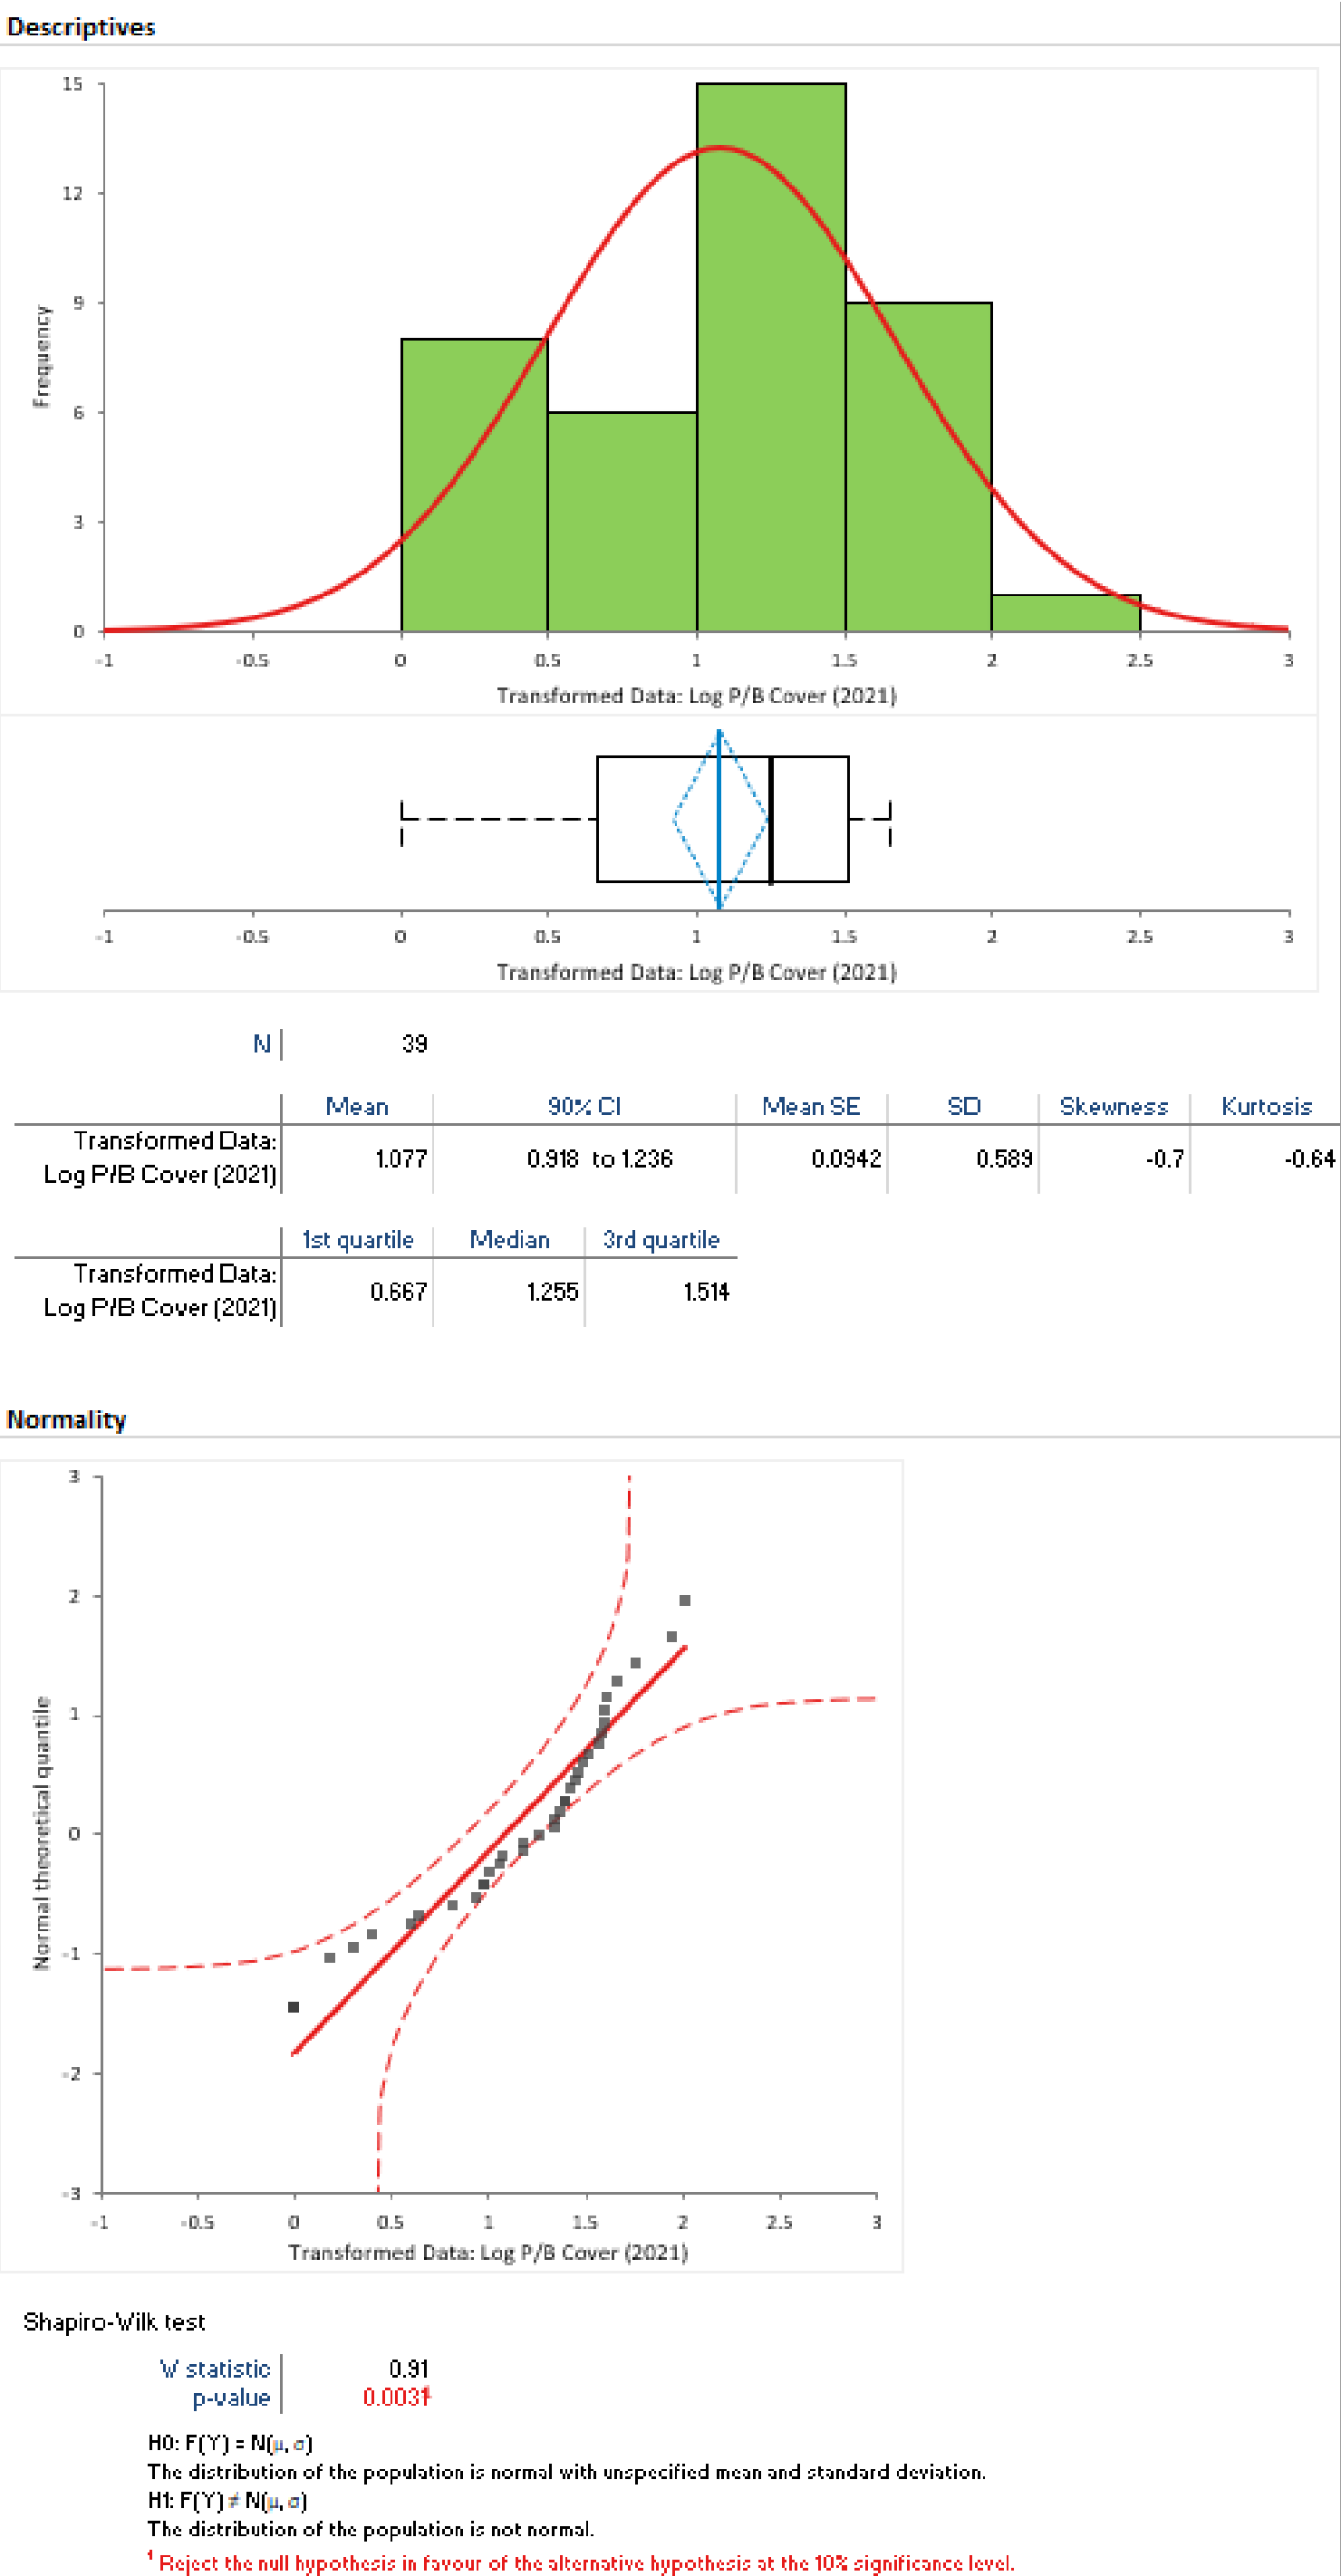 Descriptives
15
12
9
6
3
0
Frequency
-1 -0.5 0 0.5 1 1.5 2 2.5 3
Transformed Data: Log P/B Cover (2021)
-1 -0.5 0 0.5 1 1.5 2 2.5 3
Transformed Data: Log P/B Cover (2021)
N 39
Mean 90% CI Mean SE SD Skewness Kurtosis
Transformed Data:
Log P/B Cover (2021) 1.077 0.918 to 1.236 0.0942 0.589 -0.7 -0.64
1st quartile Median 3rd quartile
Transformed Data:
Log P/B Cover (2021) 0.667 1.255 1.514
Normality
3
2
1
0
-1
-2
-3
Normal theoretical quantile
-1 -0.5 0 0.5 1 1.5 2 2.5 3
Transformed Data: Log P/B Cover (2021)
Shapiro-Wilk test
W statistic 0.91
p-value 0.003¹
H0: F(Y) = N(μ, σ)
The distribution of the population is normal with unspecified mean and standard deviation.
H1: F(Y) ≠ N(μ, σ)
The distribution of the population is not normal.
¹ Reject the null hypothesis in favour of the alternative hypothesis at the 10% significance level.